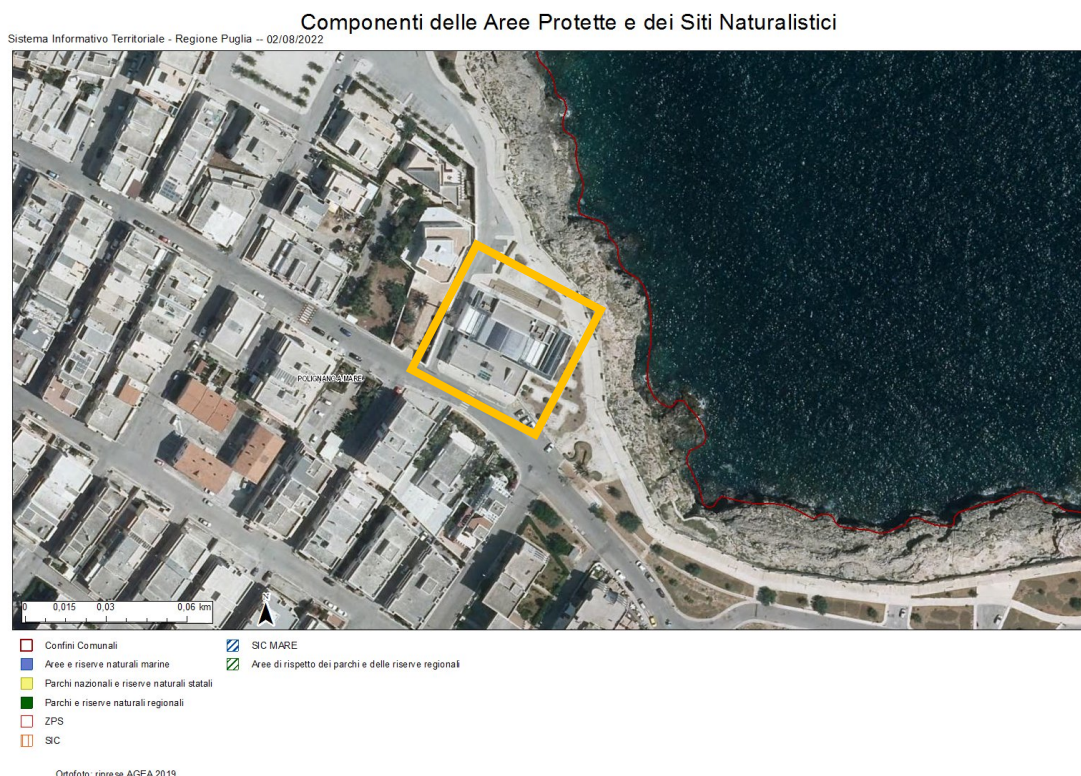 Componenti delle Aree Protette e dei Siti Naturalistici
Sistema Informativo Territoriale - Regione Puglia -- 02/08/2022
POLIGNANO A MARE
0 0,015 0,03 0,06 km
N
Confini Comunali
Aree e riserve naturali marine
Parchi nazionali e riserve naturali statali
Parchi e riserve naturali regionali
ZPS
SIC
SIC MARE
Aree di rispetto dei parchi e delle riserve regionali
Ortofoto: riprese AGEA 2019